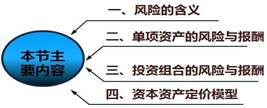 本节主
要内容
一、风险的含义
二、单项资产的风险与报酬
三、投资组合的风险与报酬
四、资本资产定价模型